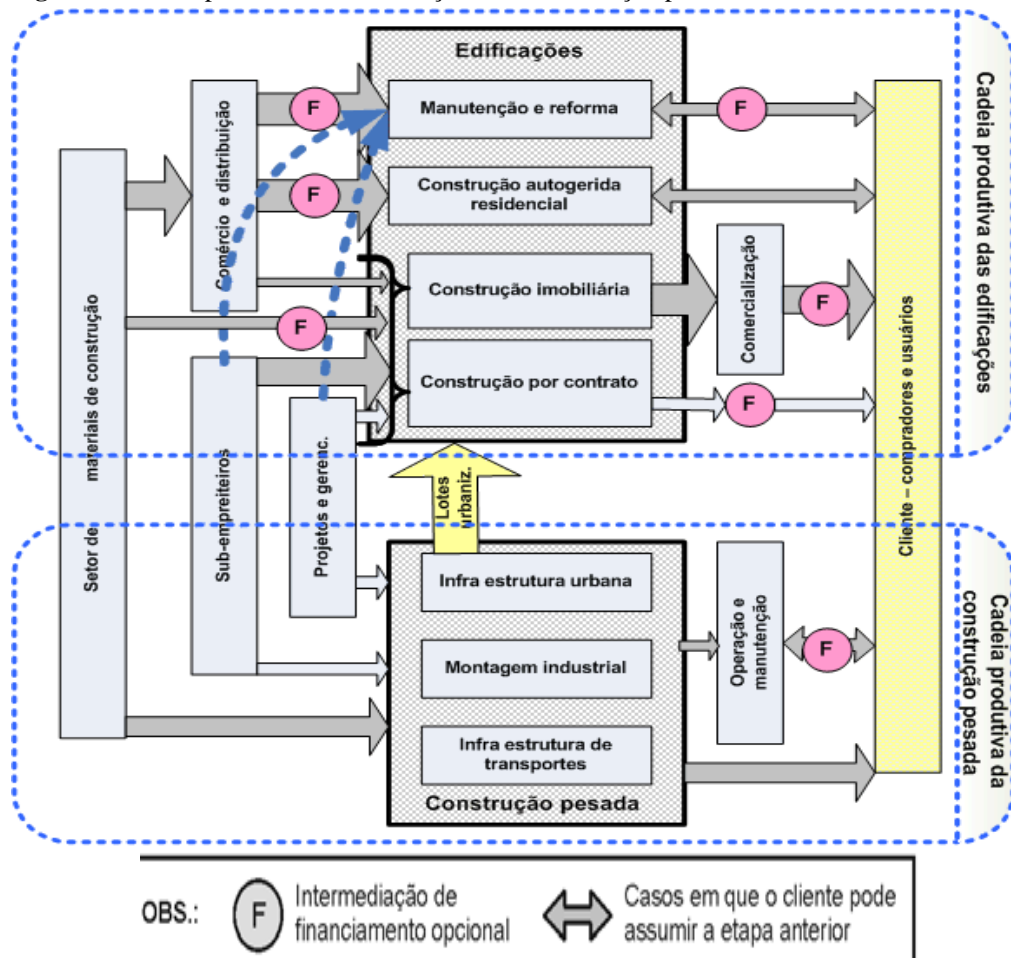 Edificações
Manutenção e reforma
Construção autogerida
residencial
Construção imobiliária
Construção por contrato
Comércio e distribuição
Setor de materiais de construção
Sub-empreiteiros
Projetos e gerenc.
F
F
F
F
F
F
F
Comercialização
Cliente – compradores e usuários
Cadeia produtiva das edificações
Lotes
urbaniz.
Infra estrutura urbana
Montagem industrial
Infra estrutura de
transportes
Construção pesada
Operação e
manutenção
Cadeia produtiva da
construção pesada
OBS.:
F
Intermediação de
financiamento opcional
Casos em que o cliente pode
assumir a etapa anterior